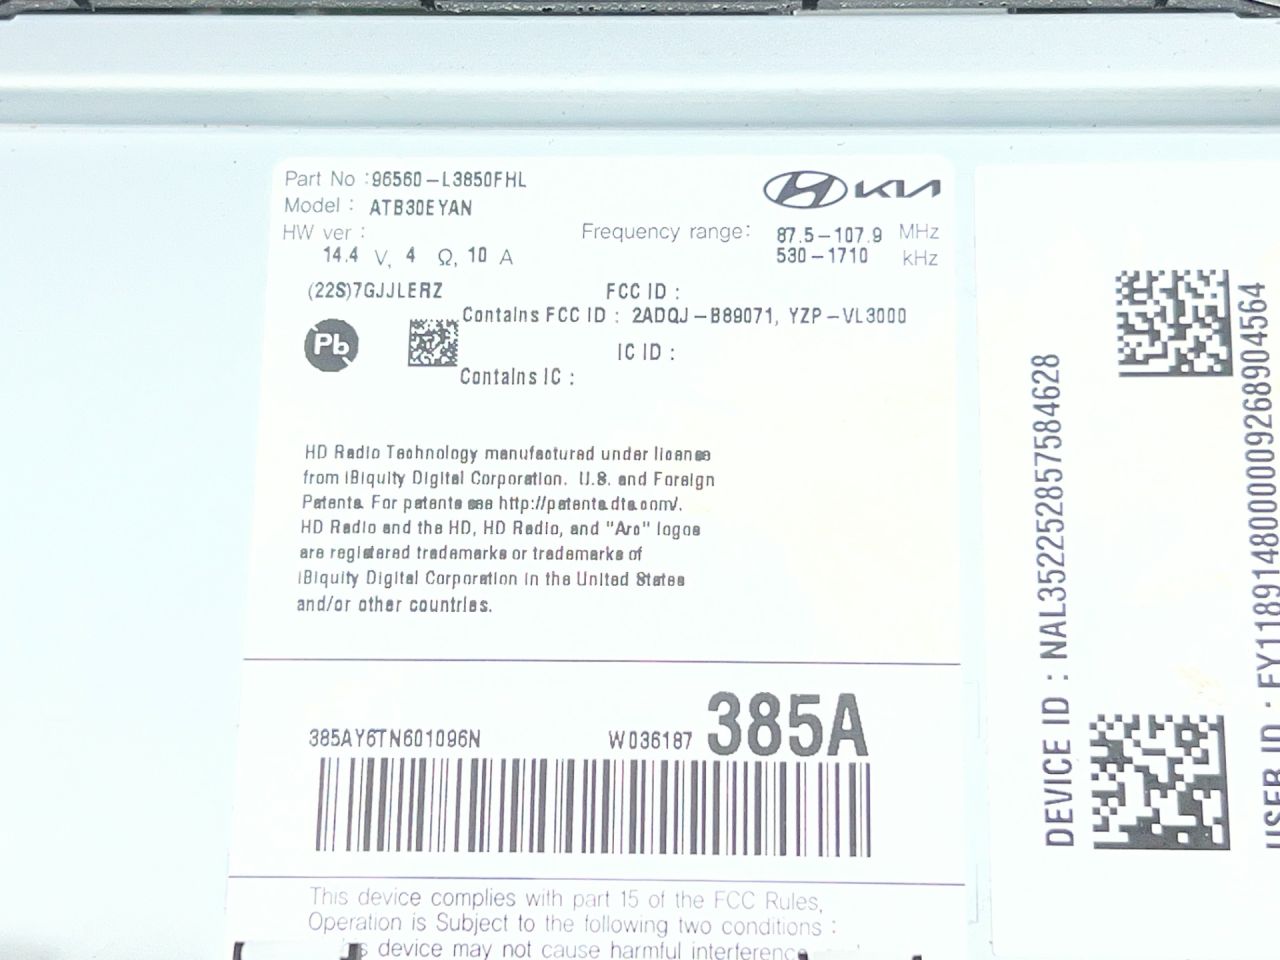 Part No :96560-L3850FHL
HYUNDAI KIA
Model : ATB30EYAN
HW ver :
Frequency range: 87.5-107.9 MHz
530-1710 kHz
14.4 V, 4 Ω, 10 A
(22S)7GJJLERZ
FCC ID :
Contains FCC ID : 2ADQJ-B89071, YZP-VL3000
Pb
IC ID :
Contains IC :
HD Radio Technology manufactured under license
from iBiquity Digital Corporation. U.S. and Foreign
Patents. For patents see http://patents.dts.com/.
HD Radio and the HD, HD Radio, and "Arc" logos
are registered trademarks or trademarks of
iBiquity Digital Corporation in the United States
and/or other countries.
385AY6TN601096N W036187 385A
This device complies with part 15 of the FCC Rules,
Operation is Subject to the following two conditions :
device may not cause harmful interference
DEVICE ID : NAL352252857584628
USER ID : EY1189148000009268904564